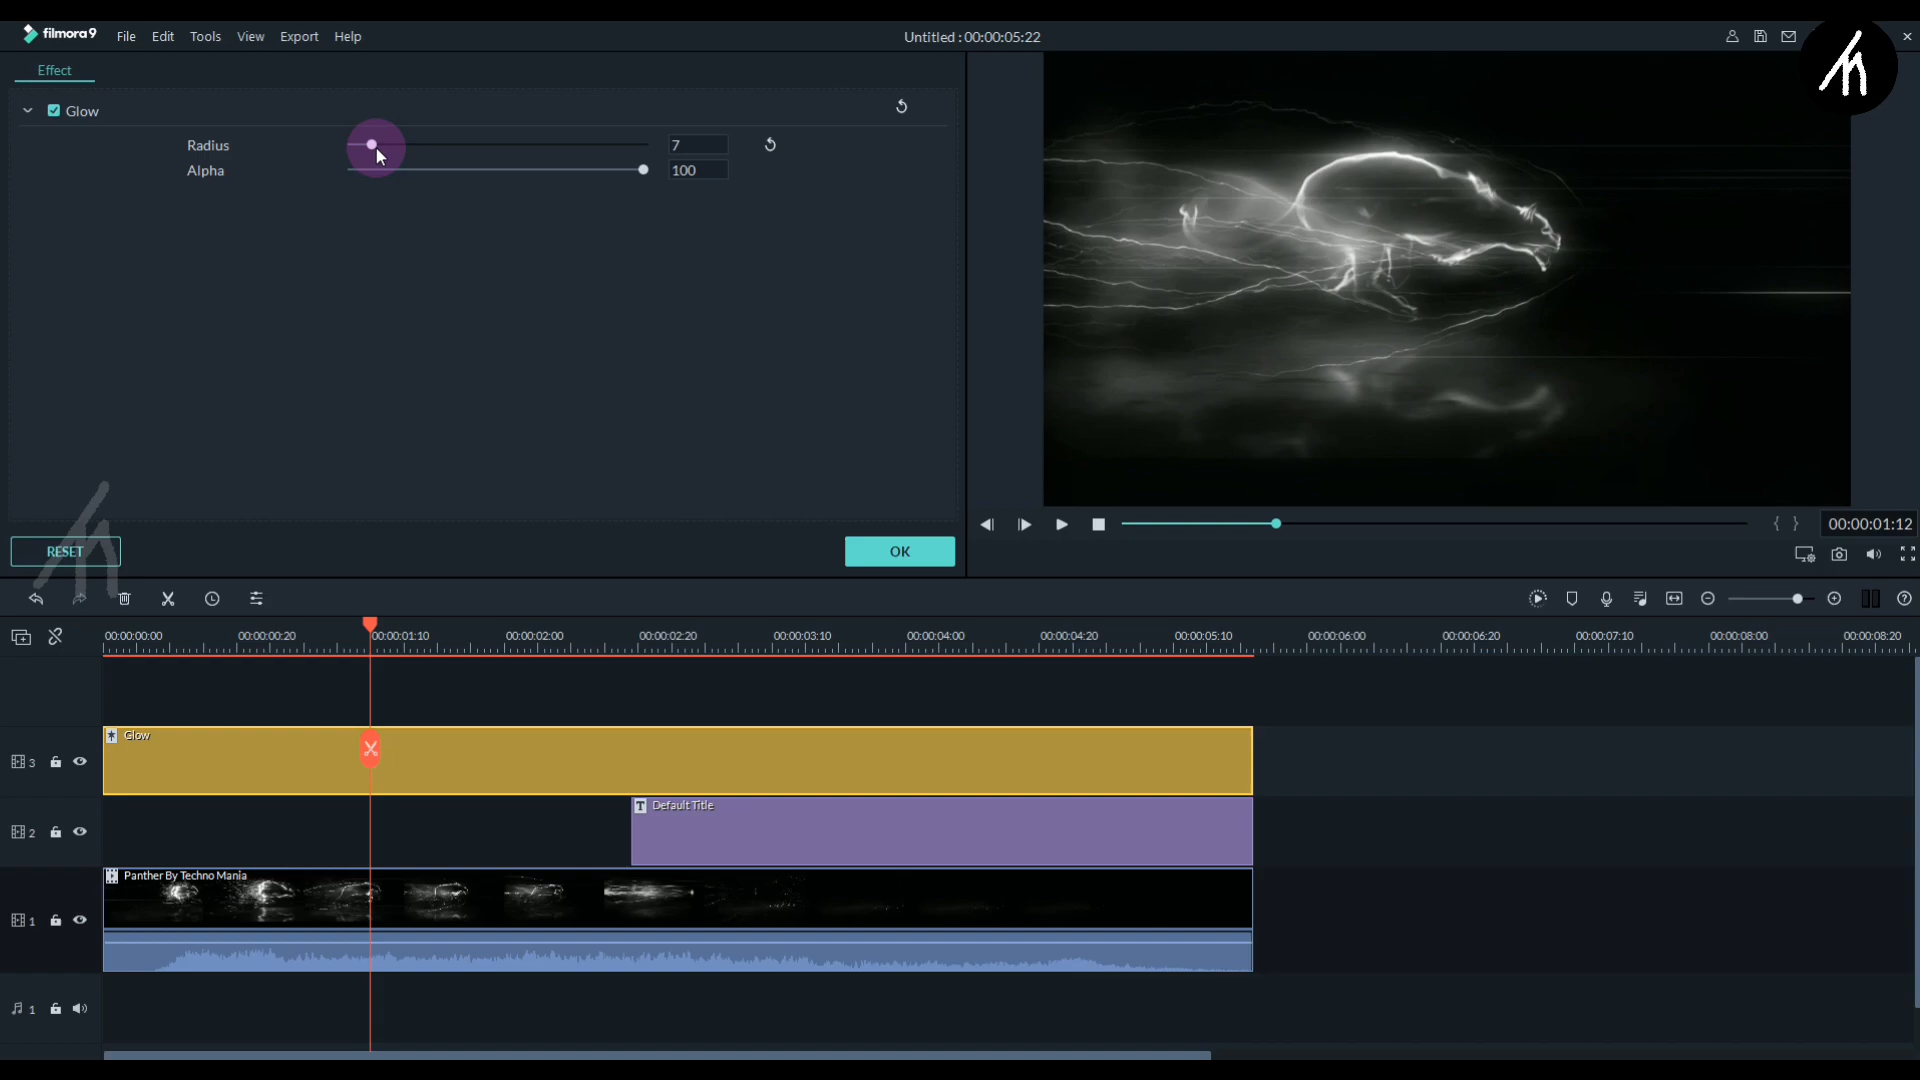 filmora9 File Edit Tools View Export Help Untitled : 00:00:05:22
Effect
Glow
Radius 7
Alpha 100
RESET OK 00:00:01:12
00:00:00:00 00:00:00:20 00:00:01:10 00:00:02:00 00:00:02:20 00:00:03:10 00:00:04:00 00:00:04:20 00:00:05:10 00:00:06:00 00:00:06:20 00:00:07:10 00:00:08:00 00:00:08:20
Glow
3
T Default Title
2
Panther By Techno Mania
1
1